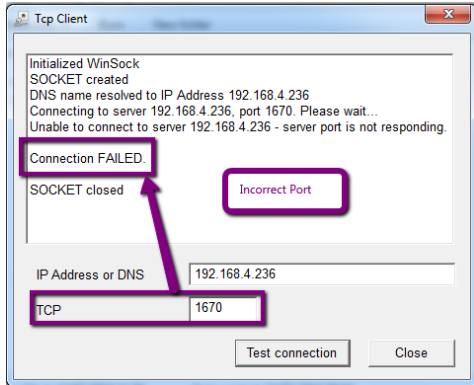 Tcp Client
Initialized WinSock
SOCKET created
DNS name resolved to IP Address 192.168.4.236
Connecting to server 192.168.4.236, port 1670. Please wait...
Unable to connect to server 192.168.4.236 - server port is not responding.
Connection FAILED.
SOCKET closed
Incorrect Port
IP Address or DNS 192.168.4.236
TCP 1670
Test connection Close